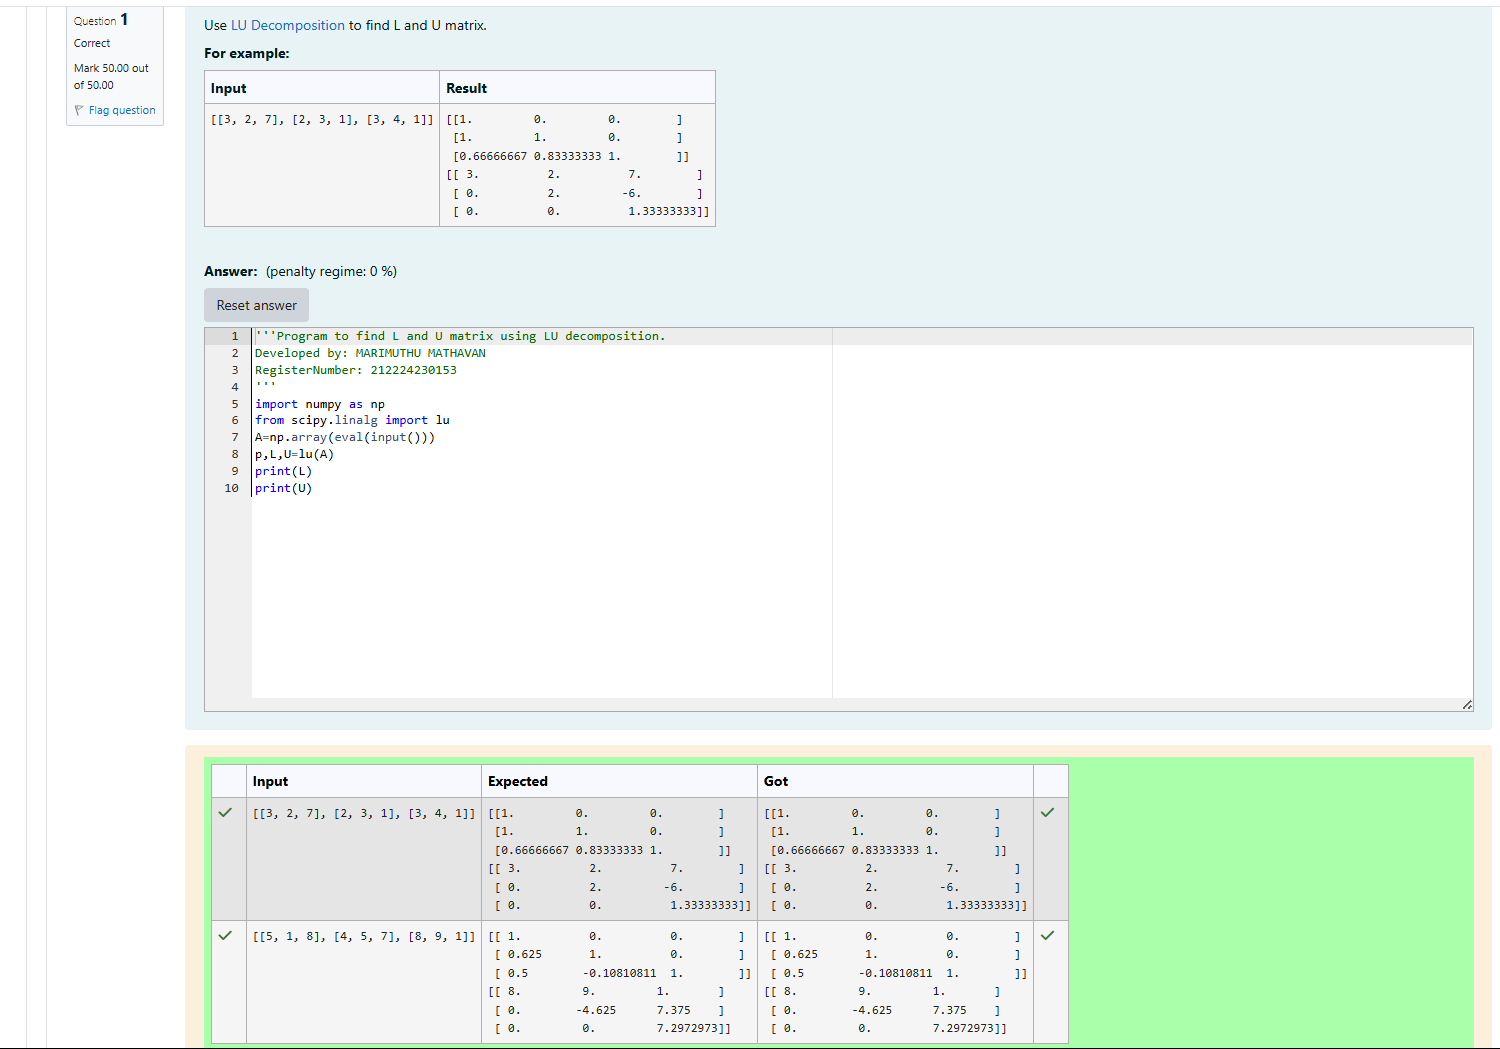 Question 1
Correct
Mark 50.00 out
of 50.00
Flag question
Use LU Decomposition to find L and U matrix.
For example:
Input Result
[[3, 2, 7], [2, 3, 1], [3, 4, 1]] [[1. 0. 0. ]
[1. 1. 0. ]
[0.66666667 0.83333333 1. ]]
[[ 3. 2. 7. ]
[ 0. 2. -6. ]
[ 0. 0. 1.33333333]]
Answer: (penalty regime: 0 %)
Reset answer
1 '''Program to find L and U matrix using LU decomposition.
2 Developed by: MARIMUTHU MATHAVAN
3 RegisterNumber: 212224230153
4 '''
5 import numpy as np
6 from scipy.linalg import lu
7 A=np.array(eval(input()))
8 p,L,U=lu(A)
9 print(L)
10 print(U)
Input Expected Got
[[3, 2, 7], [2, 3, 1], [3, 4, 1]] [[1. 0. 0. ] [[1. 0. 0. ]
[1. 1. 0. ] [1. 1. 0. ]
[0.66666667 0.83333333 1. ]] [0.66666667 0.83333333 1. ]]
[[ 3. 2. 7. ] [[ 3. 2. 7. ]
[ 0. 2. -6. ] [ 0. 2. -6. ]
[ 0. 0. 1.33333333]] [ 0. 0. 1.33333333]]
[[5, 1, 8], [4, 5, 7], [8, 9, 1]] [[ 1. 0. 0. ] [[ 1. 0. 0. ]
[ 0.625 1. 0. ] [ 0.625 1. 0. ]
[ 0.5 -0.10810811 1. ]] [ 0.5 -0.10810811 1. ]]
[[ 8. 9. 1. ] [[ 8. 9. 1. ]
[ 0. -4.625 7.375 ] [ 0. -4.625 7.375 ]
[ 0. 0. 7.2972973]] [ 0. 0. 7.2972973]]